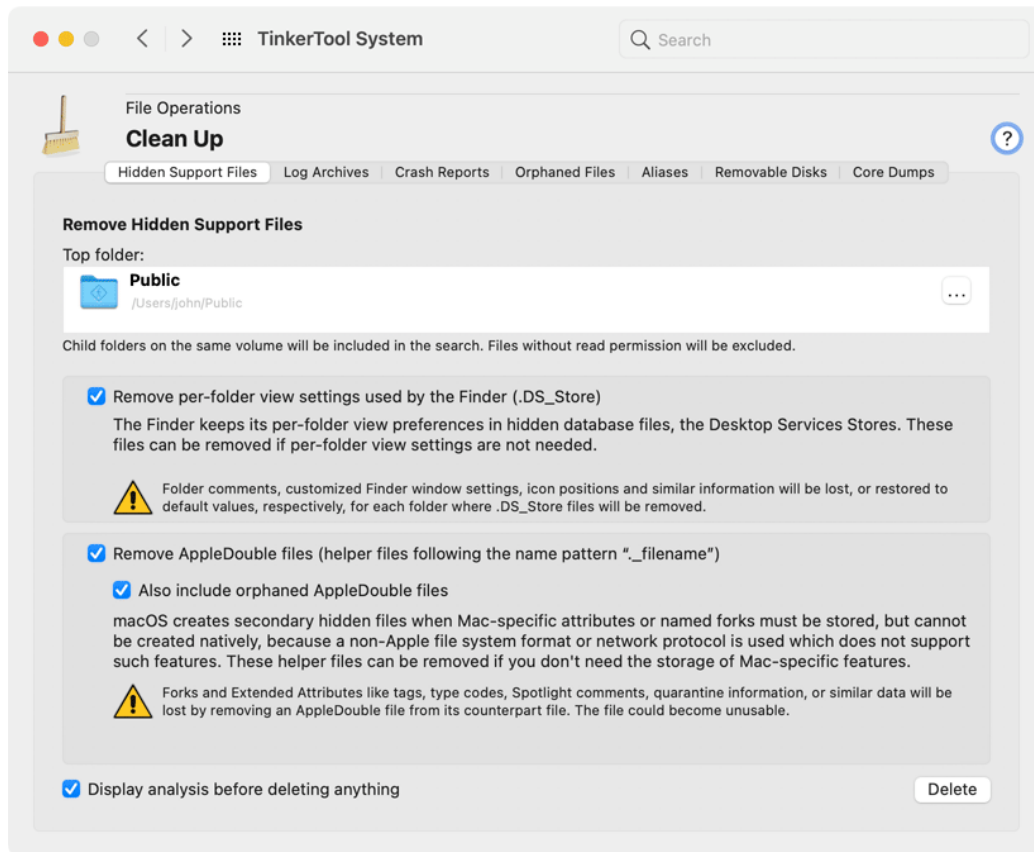 TinkerTool System
Search
File Operations
Clean Up
?
Hidden Support Files
Log Archives
Crash Reports
Orphaned Files
Aliases
Removable Disks
Core Dumps
Remove Hidden Support Files
Top folder:
Public
/Users/john/Public
...
Child folders on the same volume will be included in the search. Files without read permission will be excluded.
Remove per-folder view settings used by the Finder (.DS_Store)
The Finder keeps its per-folder view preferences in hidden database files, the Desktop Services Stores. These
files can be removed if per-folder view settings are not needed.
Folder comments, customized Finder window settings, icon positions and similar information will be lost, or restored to
default values, respectively, for each folder where .DS_Store files will be removed.
Remove AppleDouble files (helper files following the name pattern “._filename”)
Also include orphaned AppleDouble files
macOS creates secondary hidden files when Mac-specific attributes or named forks must be stored, but cannot
be created natively, because a non-Apple file system format or network protocol is used which does not support
such features. These helper files can be removed if you don't need the storage of Mac-specific features.
Forks and Extended Attributes like tags, type codes, Spotlight comments, quarantine information, or similar data will be
lost by removing an AppleDouble file from its counterpart file. The file could become unusable.
Display analysis before deleting anything
Delete